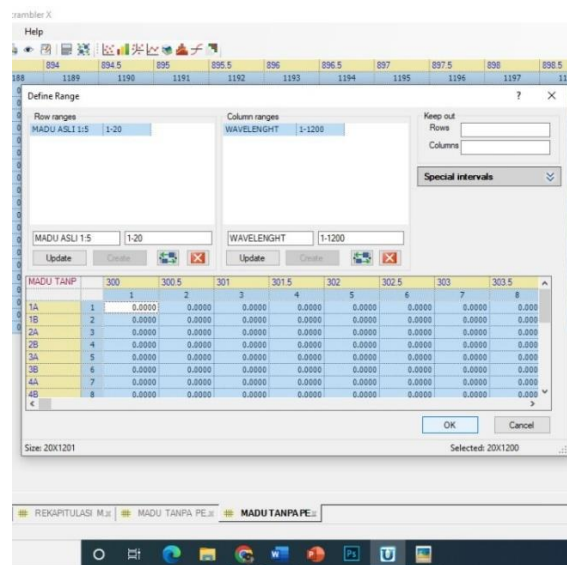 Help
894 894.5 895 895.5 896 896.5 897 897.5 898 898.5
1189 1190 1191 1192 1193 1194 1195 1196 1197
Define Range ? ×
Row ranges
MADU ASLI 1:5 1-20
MADU ASLI 1:5 1-20
Update Create
Column ranges
WAVELENGHT 1-1200
WAVELENGHT 1-1200
Update Create
Keep out
Rows
Columns
Special intervals
MADU TANP 300 300.5 301 301.5 302 302.5 303 303.5
1 2 3 4 5 6 7 8
1A 1 0.0000 0.0000 0.0000 0.0000 0.0000 0.0000 0.0000 0.000
1B 2 0.0000 0.0000 0.0000 0.0000 0.0000 0.0000 0.0000 0.000
2A 3 0.0000 0.0000 0.0000 0.0000 0.0000 0.0000 0.0000 0.000
2B 4 0.0000 0.0000 0.0000 0.0000 0.0000 0.0000 0.0000 0.000
3A 5 0.0000 0.0000 0.0000 0.0000 0.0000 0.0000 0.0000 0.000
3B 6 0.0000 0.0000 0.0000 0.0000 0.0000 0.0000 0.0000 0.000
4A 7 0.0000 0.0000 0.0000 0.0000 0.0000 0.0000 0.0000 0.000
4B 8 0.0000 0.0000 0.0000 0.0000 0.0000 0.0000 0.0000 0.000
OK Cancel
Size: 20X1201 Selected: 20X1200
REKAPITULASI M MADU TANPA PE MADU TANPA PE